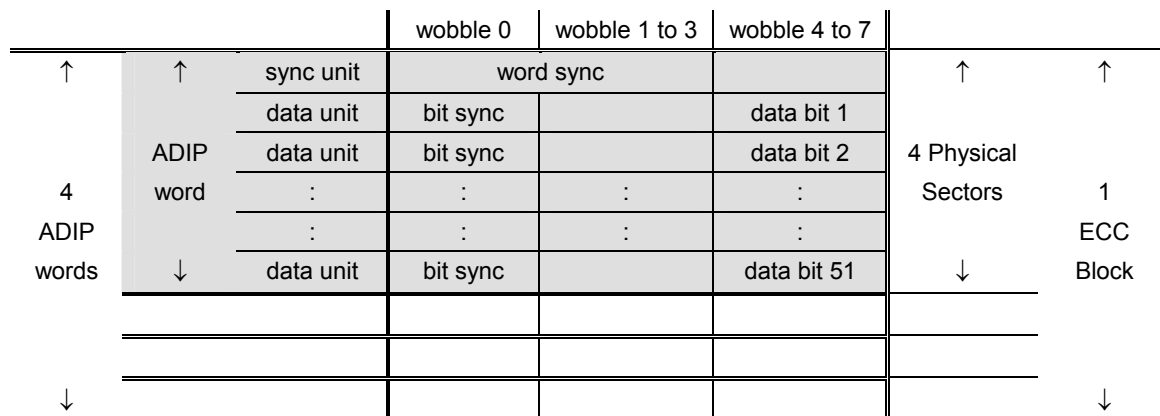 wobble 0 wobble 1 to 3 wobble 4 to 7
↑ ↑ sync unit word sync ↑ ↑
data unit bit sync data bit 1
ADIP data unit bit sync data bit 2 4 Physical
4 word : : : : Sectors 1
ADIP : : : : ECC
words ↓ data unit bit sync data bit 51 ↓ Block
↓ ↓